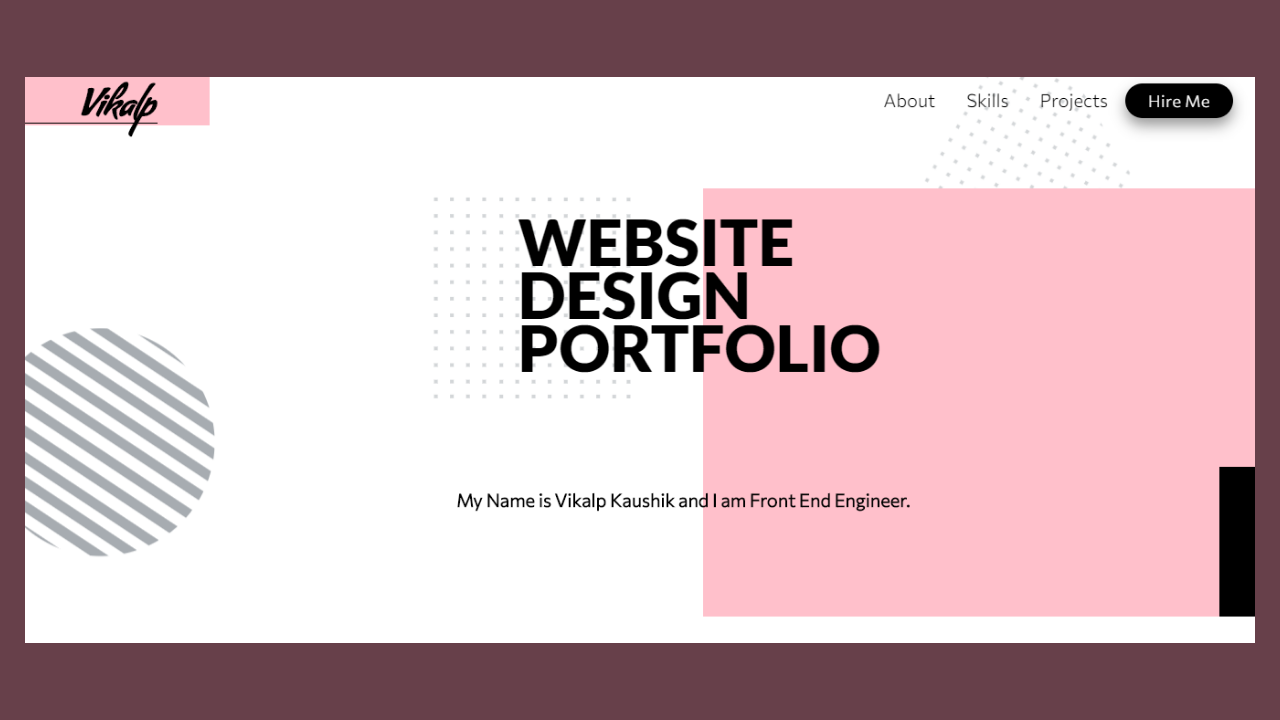 Vikalp
About Skills Projects Hire Me
WEBSITE
DESIGN
PORTFOLIO
My Name is Vikalp Kaushik and I am Front End Engineer.